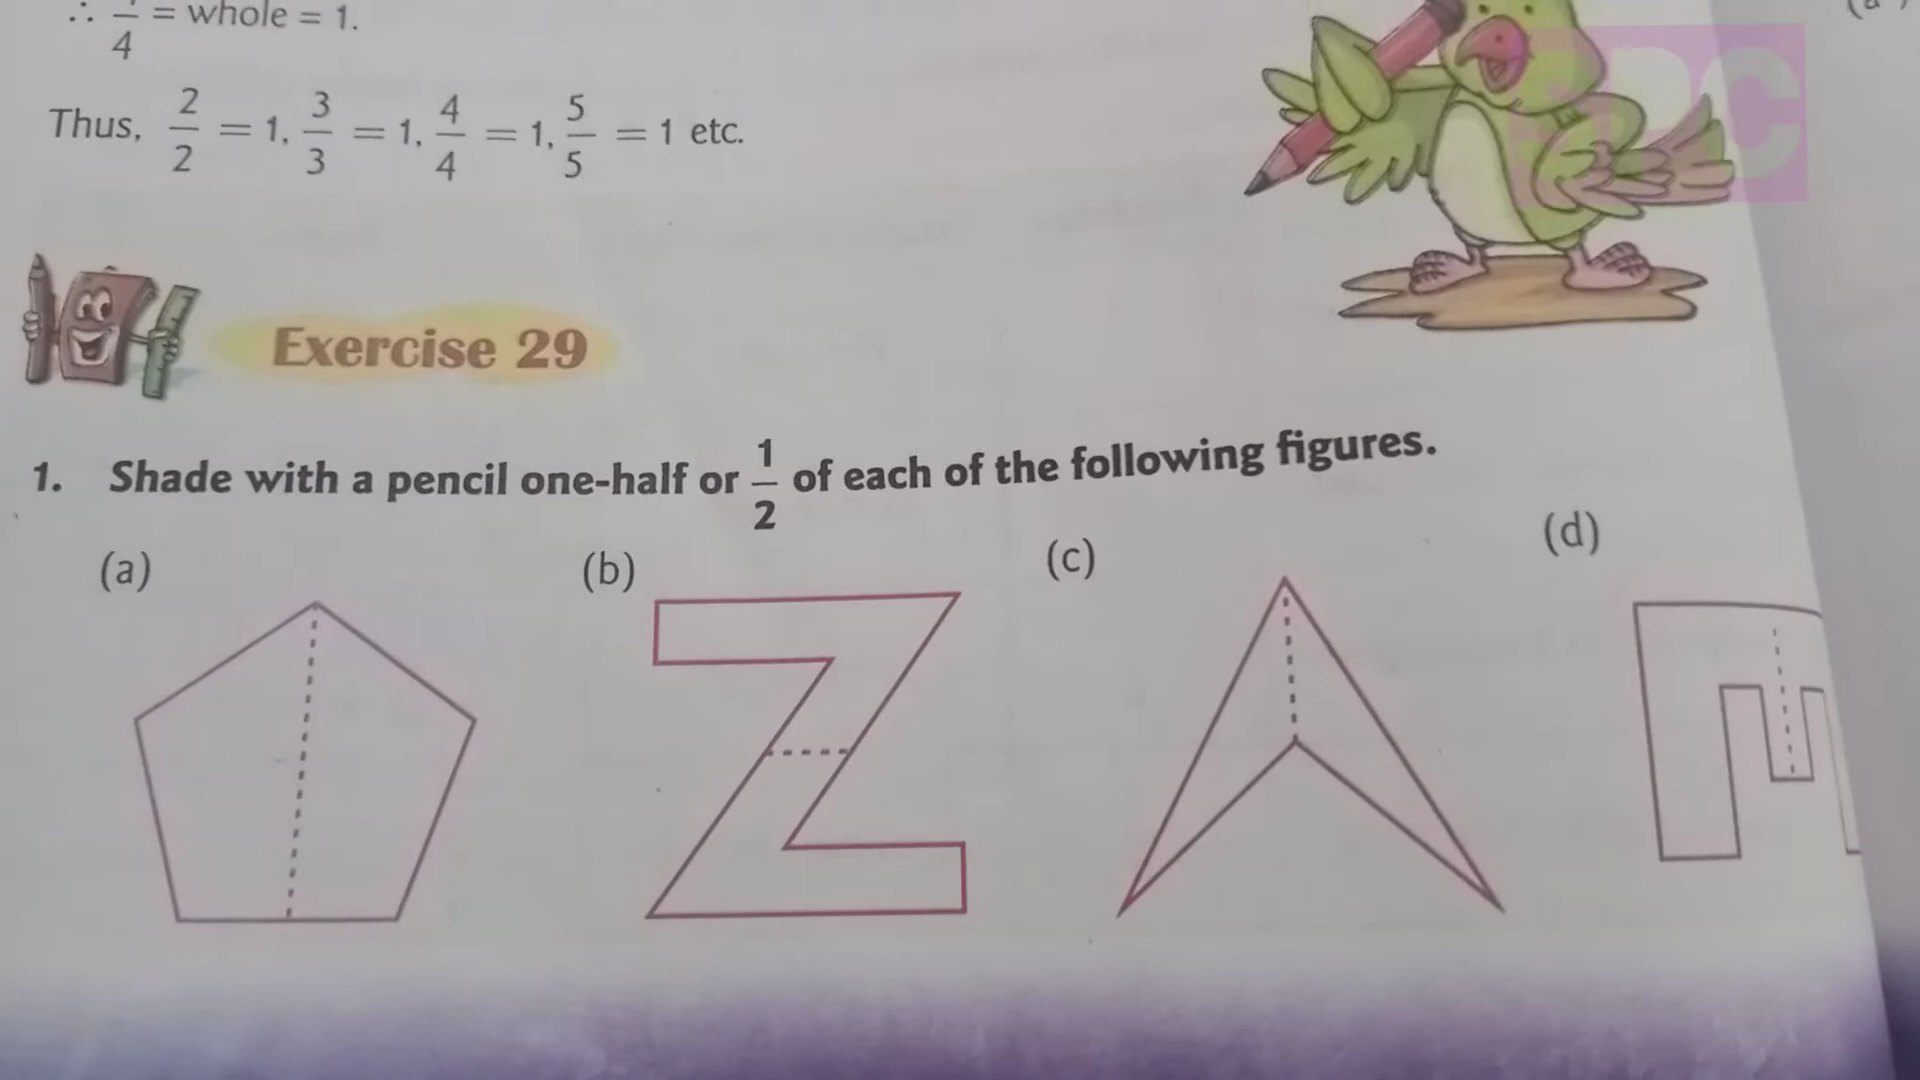 ∴ /4 = whole = 1.
Thus, 2/2 = 1, 3/3 = 1, 4/4 = 1, 5/5 = 1 etc.
Exercise 29
1. Shade with a pencil one-half or 1/2 of each of the following figures.
(a) (b) (c) (d)